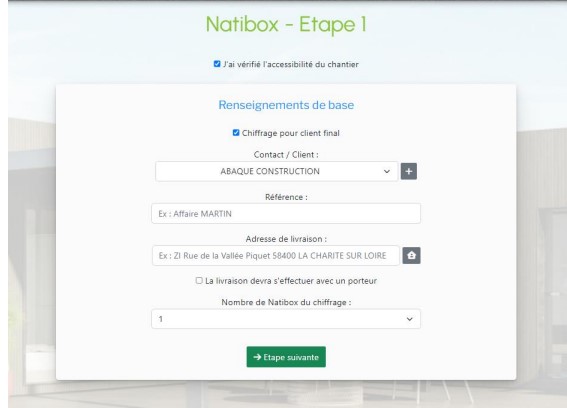 Natibox - Etape 1
J'ai vérifié l'accessibilité du chantier
Renseignements de base
Chiffrage pour client final
Contact / Client :
ABAQUE CONSTRUCTION
Référence :
Ex : Affaire MARTIN
Adresse de livraison :
Ex : ZI Rue de la Vallée Piquet 58400 LA CHARITE SUR LOIRE
La livraison devra s'effectuer avec un porteur
Nombre de Natibox du chiffrage :
1
→ Etape suivante